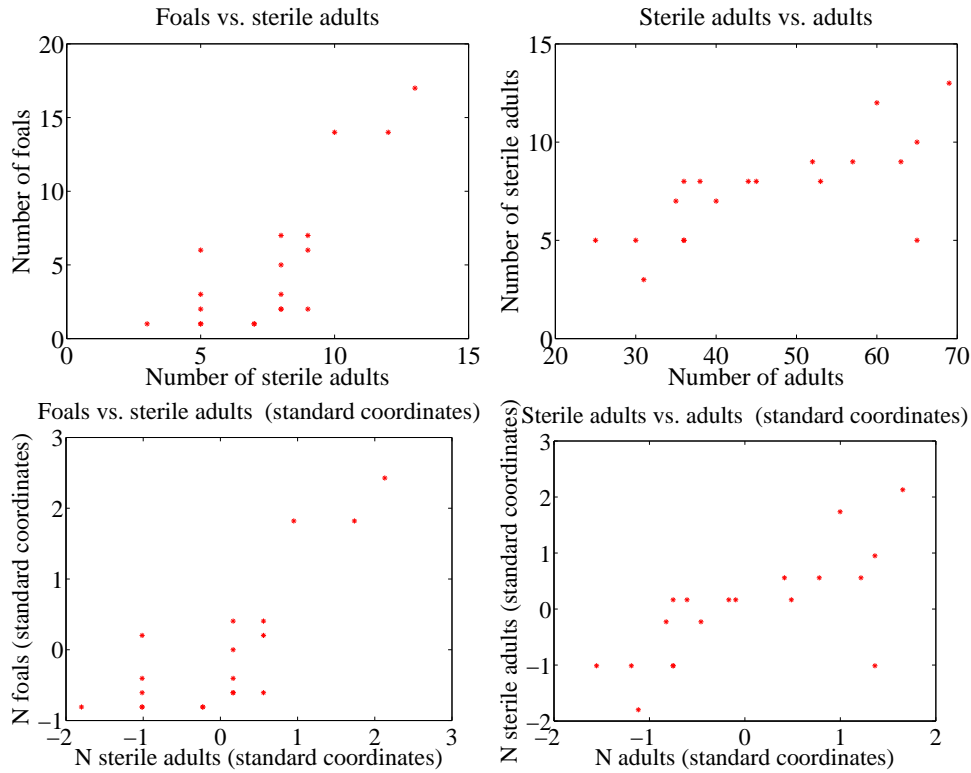 Foals vs. sterile adults
20
15
10
5
0
0 5 10 15
Number of foals
Number of sterile adults
Sterile adults vs. adults
15
10
5
0
20 30 40 50 60 70
Number of sterile adults
Number of adults
Foals vs. sterile adults (standard coordinates)
3
2
1
0
−1
−2 −1 0 1 2 3
N foals (standard coordinates)
N sterile adults (standard coordinates)
Sterile adults vs. adults (standard coordinates)
3
2
1
0
−1
−2
−2 −1 0 1 2
N sterile adults (standard coordinates)
N adults (standard coordinates)